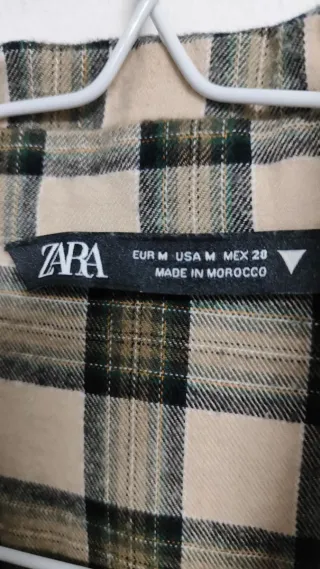 ZARA
EUR M USA M MEX 28
MADE IN MOROCCO